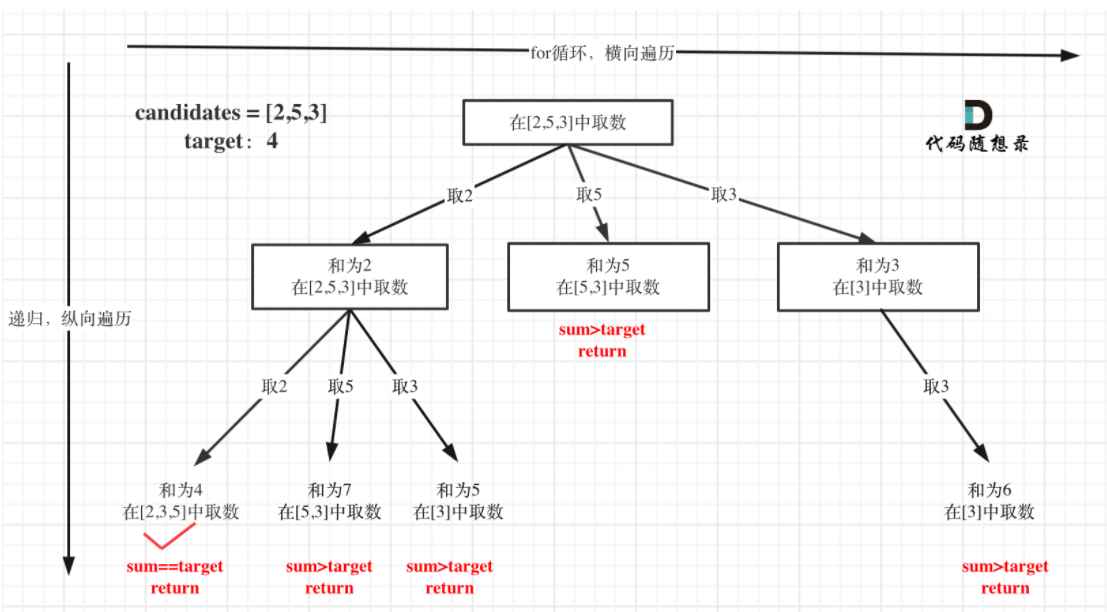 for循环，横向遍历
candidates = [2,5,3]
target： 4
在[2,5,3]中取数
代码随想录
取2
取5
取3
和为2
在[2,5,3]中取数
和为5
在[5,3]中取数
和为3
在[3]中取数
递归，纵向遍历
sum>target
return
取2
取5
取3
取3
和为4
在[2,3,5]中取数
和为7
在[5,3]中取数
和为5
在[3]中取数
和为6
在[3]中取数
sum==target
return
sum>target
return
sum>target
return
sum>target
return